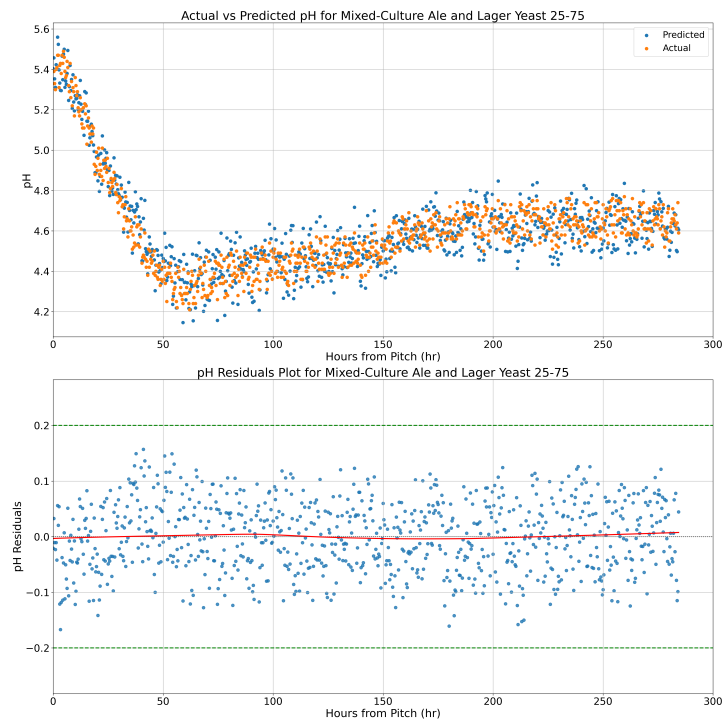 Actual vs Predicted pH for Mixed-Culture Ale and Lager Yeast 25-75
5.6
5.4
5.2
5.0
4.8
4.6
4.4
4.2
pH
Predicted
Actual
0 50 100 150 200 250 300
Hours from Pitch (hr)
pH Residuals Plot for Mixed-Culture Ale and Lager Yeast 25-75
0.2
0.1
0.0
−0.1
−0.2
pH Residuals
0 50 100 150 200 250 300
Hours from Pitch (hr)